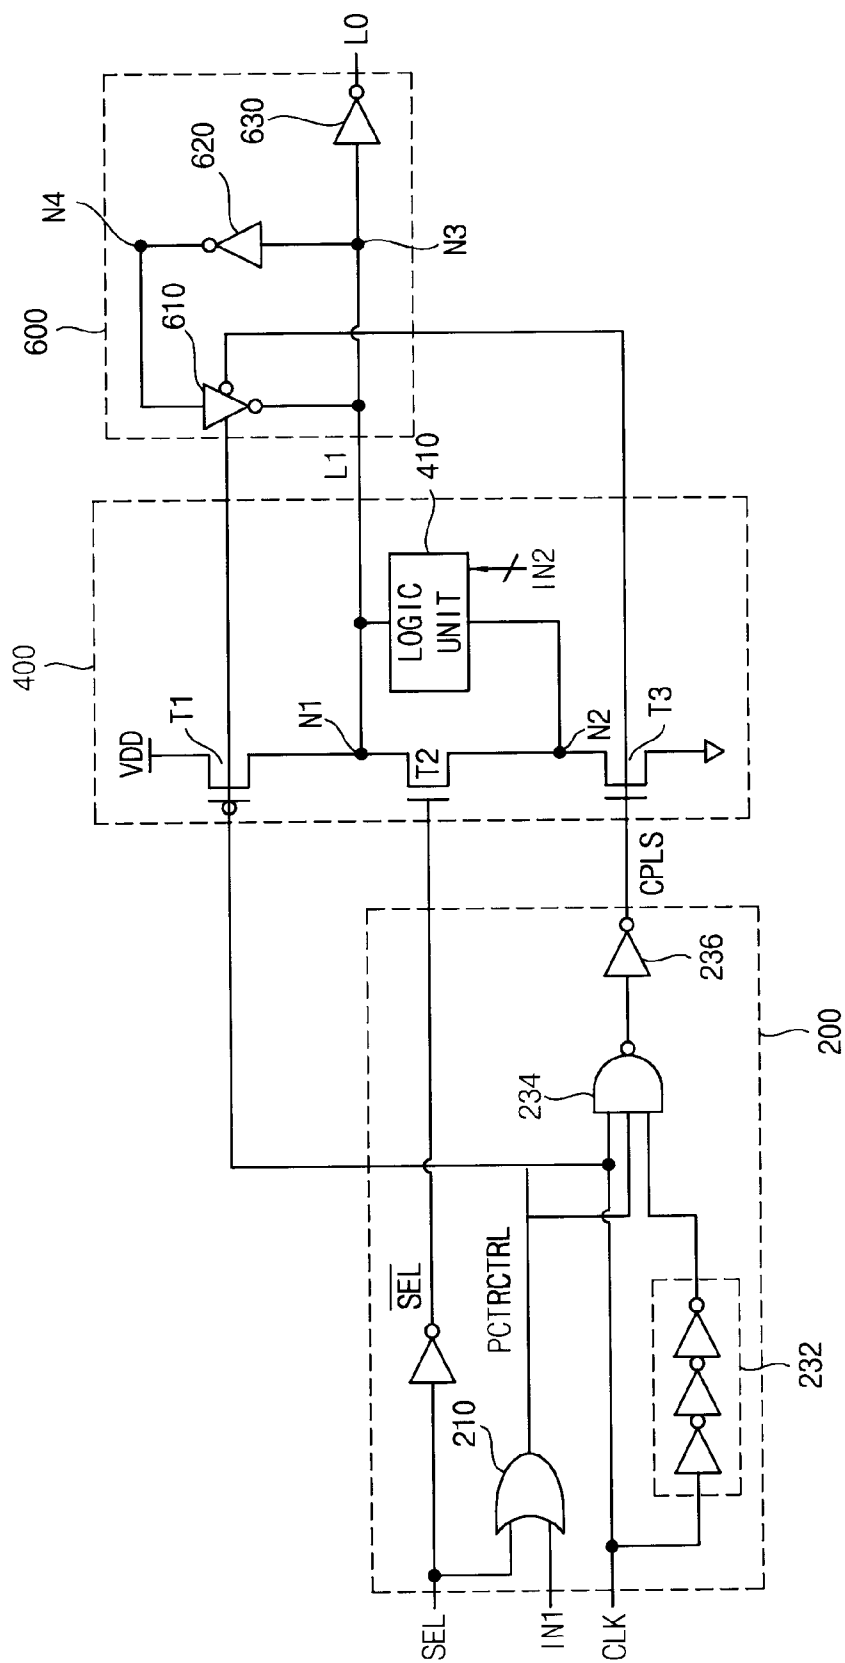 600
N4
610
620
630
LO
N3
L1
400
VDD
T1
N1
T2
LOGIC
UNIT
410
IN2
N2
T3
CPLS
200
234
236
SEL
PCTRCTRL
210
232
SEL
IN1
CLK